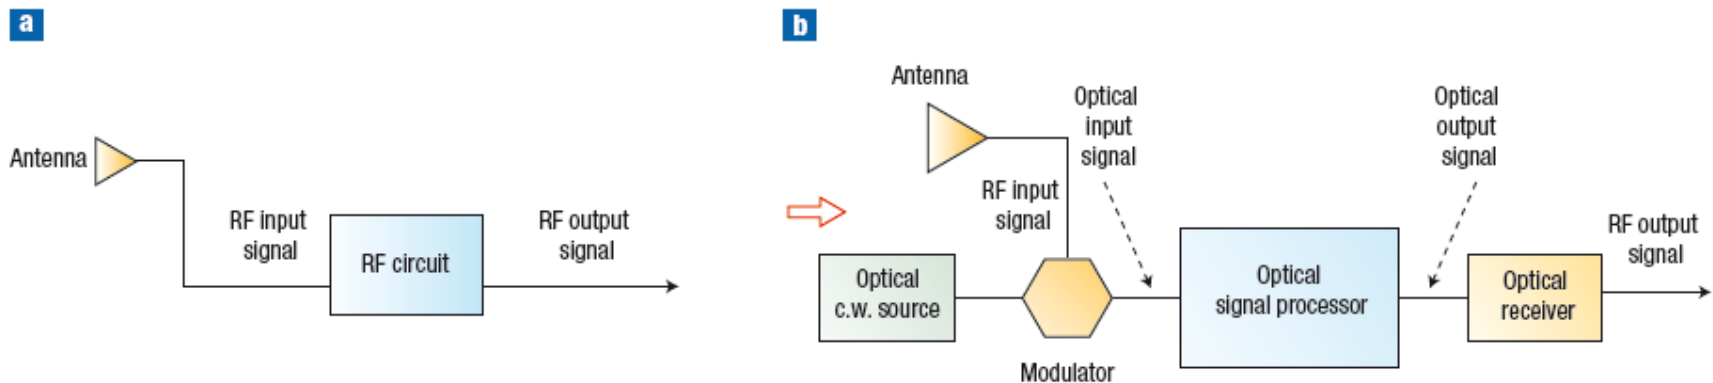 a
Antenna
RF input
signal
RF circuit
RF output
signal
b
Antenna
Optical
input
signal
Optical
output
signal
RF input
signal
RF output
signal
Optical
c.w. source
Optical
signal processor
Optical
receiver
Modulator